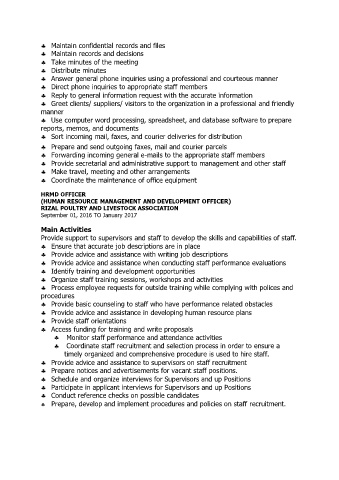 ♣ Maintain confidential records and files
♣ Maintain records and decisions
♣ Take minutes of the meeting
♣ Distribute minutes
♣ Answer general phone inquiries using a professional and courteous manner
♣ Direct phone inquiries to appropriate staff members
♣ Reply to general information request with the accurate information
♣ Greet clients/ suppliers/ visitors to the organization in a professional and friendly
manner
♣ Use computer word processing, spreadsheet, and database software to prepare
reports, memos, and documents
♣ Sort incoming mail, faxes, and courier deliveries for distribution
♣ Prepare and send outgoing faxes, mail and courier parcels
♣ Forwarding incoming general e-mails to the appropriate staff members
♣ Provide secretarial and administrative support to management and other staff
♣ Make travel, meeting and other arrangements
♣ Coordinate the maintenance of office equipment
HRMD OFFICER
(HUMAN RESOURCE MANAGEMENT AND DEVELOPMENT OFFICER)
RIZAL POULTRY AND LIVESTOCK ASSOCIATION
September 01, 2016 TO January 2017
Main Activities
Provide support to supervisors and staff to develop the skills and capabilities of staff.
♣ Ensure that accurate job descriptions are in place
♣ Provide advice and assistance with writing job descriptions
♣ Provide advice and assistance when conducting staff performance evaluations
♣ Identify training and development opportunities
♣ Organize staff training sessions, workshops and activities
♣ Process employee requests for outside training while complying with polices and
procedures
♣ Provide basic counseling to staff who have performance related obstacles
♣ Provide advice and assistance in developing human resource plans
♣ Provide staff orientations
♣ Access funding for training and write proposals
♣ Monitor staff performance and attendance activities
♣ Coordinate staff recruitment and selection process in order to ensure a
timely organized and comprehensive procedure is used to hire staff.
♣ Provide advice and assistance to supervisors on staff recruitment
♣ Prepare notices and advertisements for vacant staff positions.
♣ Schedule and organize interviews for Supervisors and up Positions
♣ Participate in applicant interviews for Supervisors and up Positions
♣ Conduct reference checks on possible candidates
♣ Prepare, develop and implement procedures and policies on staff recruitment.